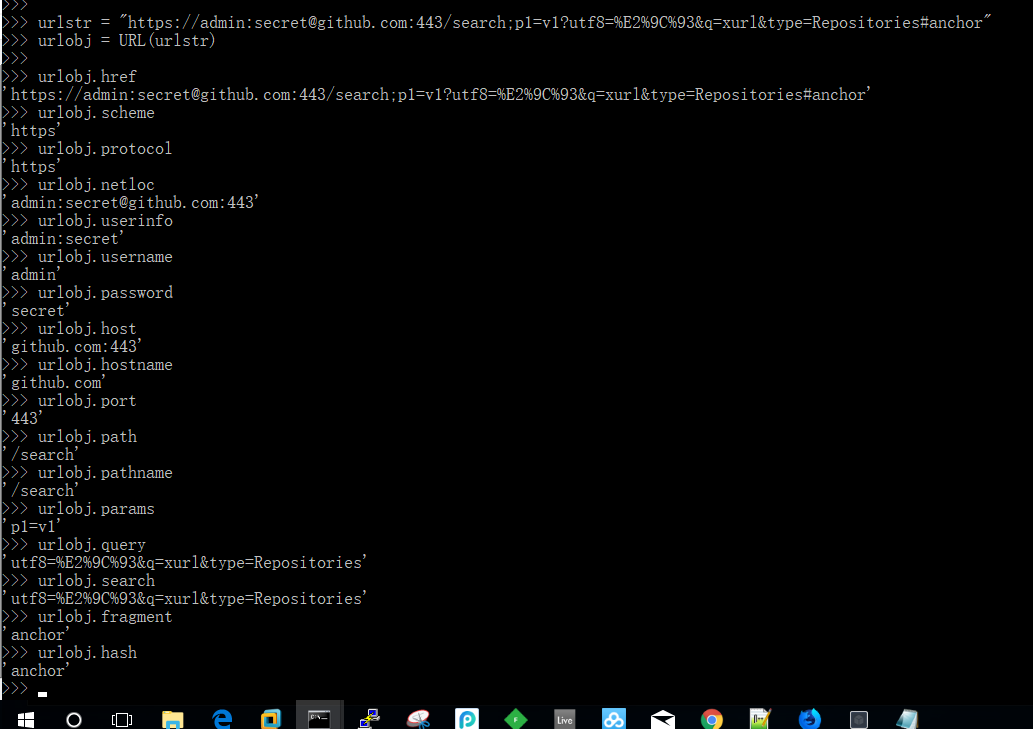 >>>
>>> urlstr = "https://admin:secret@github.com:443/search;p1=v1?utf8=%E2%9C%93&q=xurl&type=Repositories#anchor"
>>> urlobj = URL(urlstr)
>>>
>>> urlobj.href
'https://admin:secret@github.com:443/search;p1=v1?utf8=%E2%9C%93&q=xurl&type=Repositories#anchor'
>>> urlobj.scheme
'https'
>>> urlobj.protocol
'https'
>>> urlobj.netloc
'admin:secret@github.com:443'
>>> urlobj.userinfo
'admin:secret'
>>> urlobj.username
'admin'
>>> urlobj.password
'secret'
>>> urlobj.host
'github.com:443'
>>> urlobj.hostname
'github.com'
>>> urlobj.port
'443'
>>> urlobj.path
'/search'
>>> urlobj.pathname
'/search'
>>> urlobj.params
'p1=v1'
>>> urlobj.query
'utf8=%E2%9C%93&q=xurl&type=Repositories'
>>> urlobj.search
'utf8=%E2%9C%93&q=xurl&type=Repositories'
>>> urlobj.fragment
'anchor'
>>> urlobj.hash
'anchor'
>>>
Live